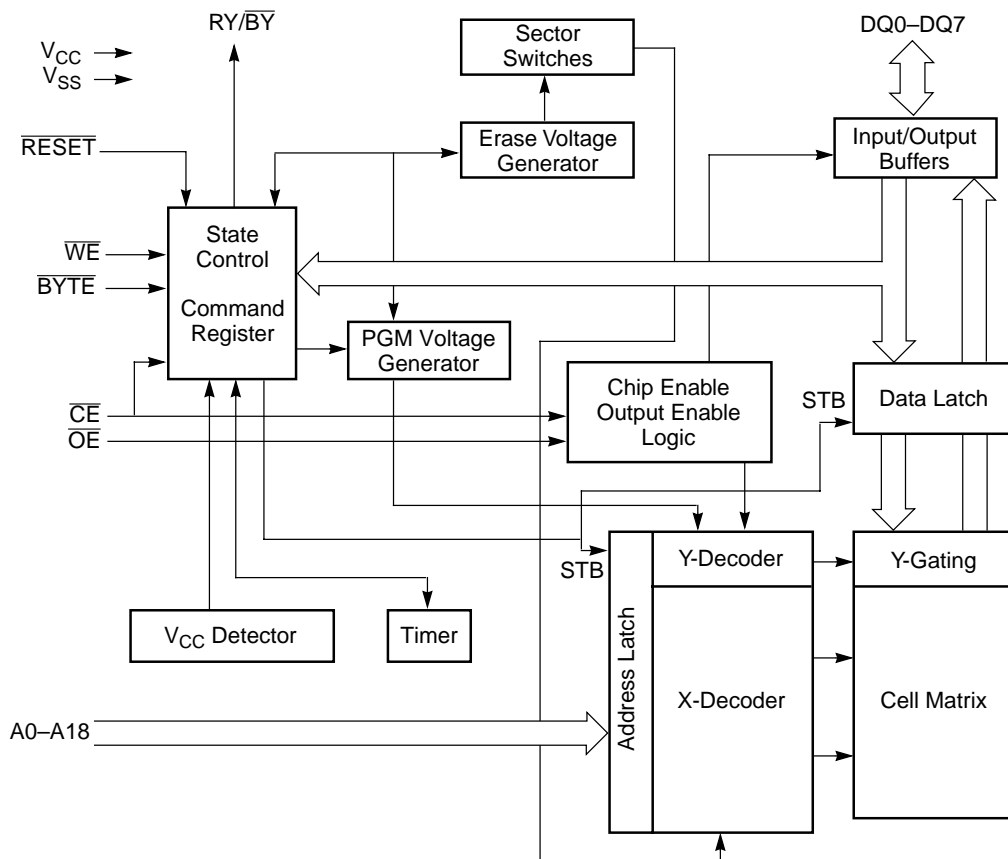 RY/BY
Sector
Switches
DQ0–DQ7
VCC
VSS
RESET
Erase Voltage
Generator
Input/Output
Buffers
State
Control
Command
Register
WE
BYTE
PGM Voltage
Generator
CE
OE
Chip Enable
Output Enable
Logic
STB
Data Latch
STB
Y-Decoder
Y-Gating
VCC Detector
Timer
Address Latch
X-Decoder
Cell Matrix
A0–A18